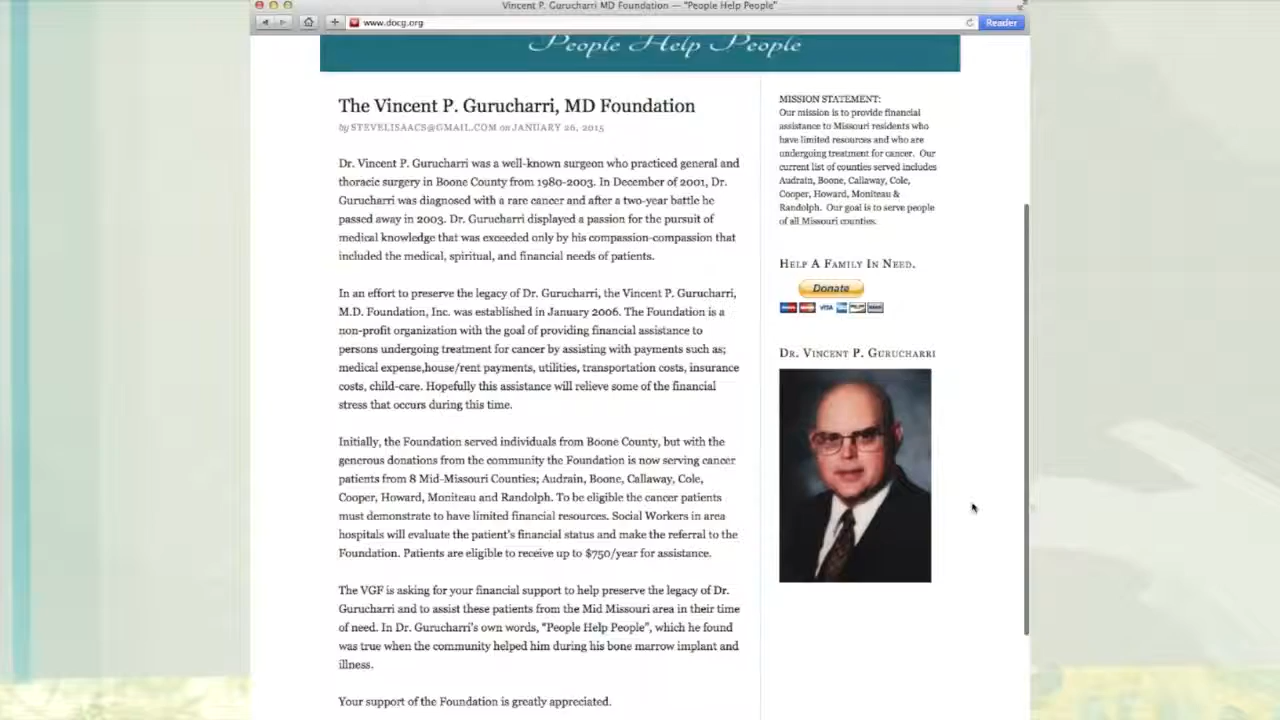 Vincent P. Gurucharri MD Foundation — "People Help People"
www.docg.org
Reader
People Help People
The Vincent P. Gurucharri, MD Foundation
by STEVELISAACS@GMAIL.COM on JANUARY 26, 2015
Dr. Vincent P. Gurucharri was a well-known surgeon who practiced general and
thoracic surgery in Boone County from 1980-2003. In December of 2001, Dr.
Gurucharri was diagnosed with a rare cancer and after a two-year battle he
passed away in 2003. Dr. Gurucharri displayed a passion for the pursuit of
medical knowledge that was exceeded only by his compassion-compassion that
included the medical, spiritual, and financial needs of patients.
In an effort to preserve the legacy of Dr. Gurucharri, the Vincent P. Gurucharri,
M.D. Foundation, Inc. was established in January 2006. The Foundation is a
non-profit organization with the goal of providing financial assistance to
persons undergoing treatment for cancer by assisting with payments such as;
medical expense,house/rent payments, utilities, transportation costs, insurance
costs, child-care. Hopefully this assistance will relieve some of the financial
stress that occurs during this time.
Initially, the Foundation served individuals from Boone County, but with the
generous donations from the community the Foundation is now serving cancer
patients from 8 Mid-Missouri Counties; Audrain, Boone, Callaway, Cole,
Cooper, Howard, Moniteau and Randolph. To be eligible the cancer patients
must demonstrate to have limited financial resources. Social Workers in area
hospitals will evaluate the patient's financial status and make the referral to the
Foundation. Patients are eligible to receive up to $750/year for assistance.
The VGF is asking for your financial support to help preserve the legacy of Dr.
Gurucharri and to assist these patients from the Mid Missouri area in their time
of need. In Dr. Gurucharri's own words, "People Help People", which he found
was true when the community helped him during his bone marrow implant and
illness.
Your support of the Foundation is greatly appreciated.
MISSION STATEMENT:
Our mission is to provide financial
assistance to Missouri residents who
have limited resources and who are
undergoing treatment for cancer. Our
current list of counties served includes
Audrain, Boone, Callaway, Cole,
Cooper, Howard, Moniteau &
Randolph. Our goal is to serve people
of all Missouri counties.
HELP A FAMILY IN NEED.
Donate
VISA
DR. VINCENT P. GURUCHARRI